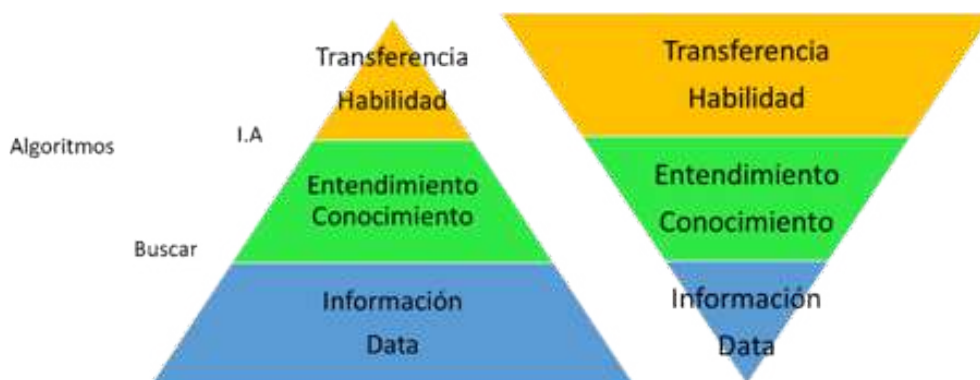 Algoritmos
I.A
Buscar
Transferencia
Habilidad
Entendimiento
Conocimiento
Información
Data
Transferencia
Habilidad
Entendimiento
Conocimiento
Información
Data